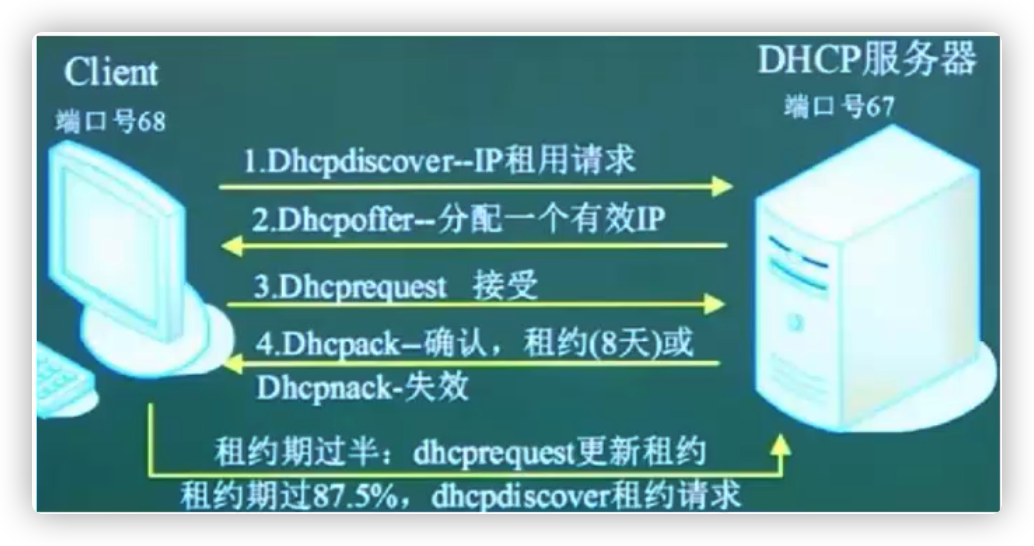 Client
端口号68
DHCP服务器
端口号67
1.Dhcpdiscover--IP租用请求
2.Dhcpoffer--分配一个有效IP
3.Dhcprequest 接受
4.Dhcpack--确认，租约(8天)或
Dhcpnack-失效
租约期过半：dhcprequest更新租约
租约期过87.5%，dhcpdiscover租约请求